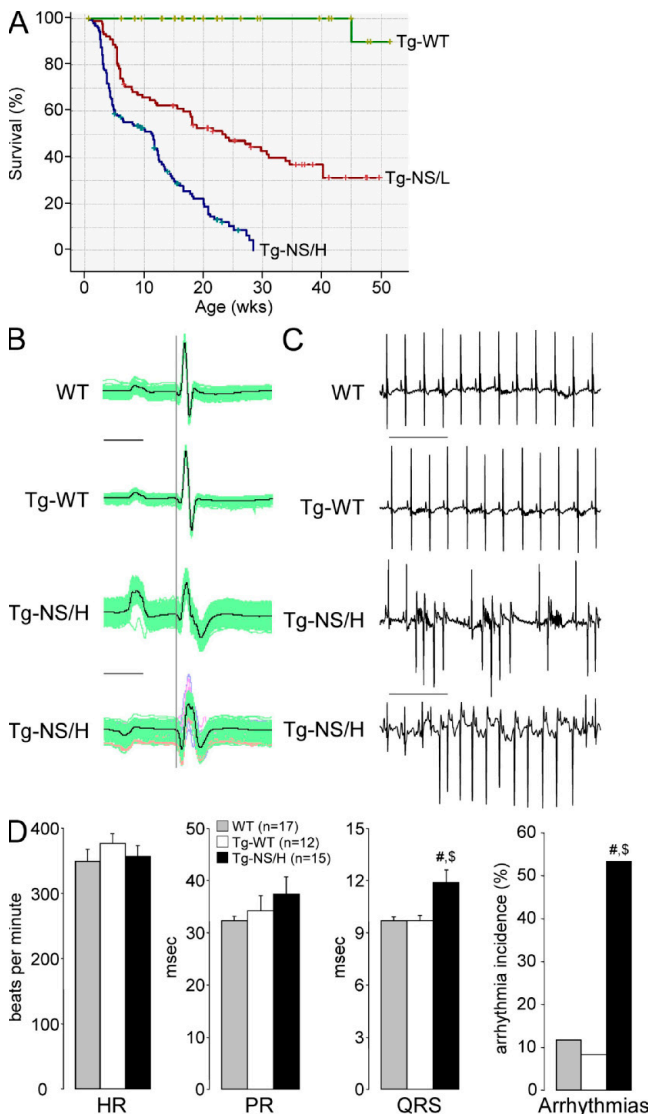 A
Survival (%)
100
80
60
40
20
0
Tg-WT
Tg-NS/L
Tg-NS/H
0 10 20 30 40 50
Age (wks)
B
WT
Tg-WT
Tg-NS/H
Tg-NS/H
C
WT
Tg-WT
Tg-NS/H
Tg-NS/H
D
beats per minute
400
300
200
100
0
HR
msec
50
40
30
20
10
0
PR
WT (n=17)
Tg-WT (n=12)
Tg-NS/H (n=15)
msec
15
12
9
6
3
0
#,$
QRS
arrhythmia incidence (%)
60
50
40
30
20
10
0
#,$
Arrhythmias